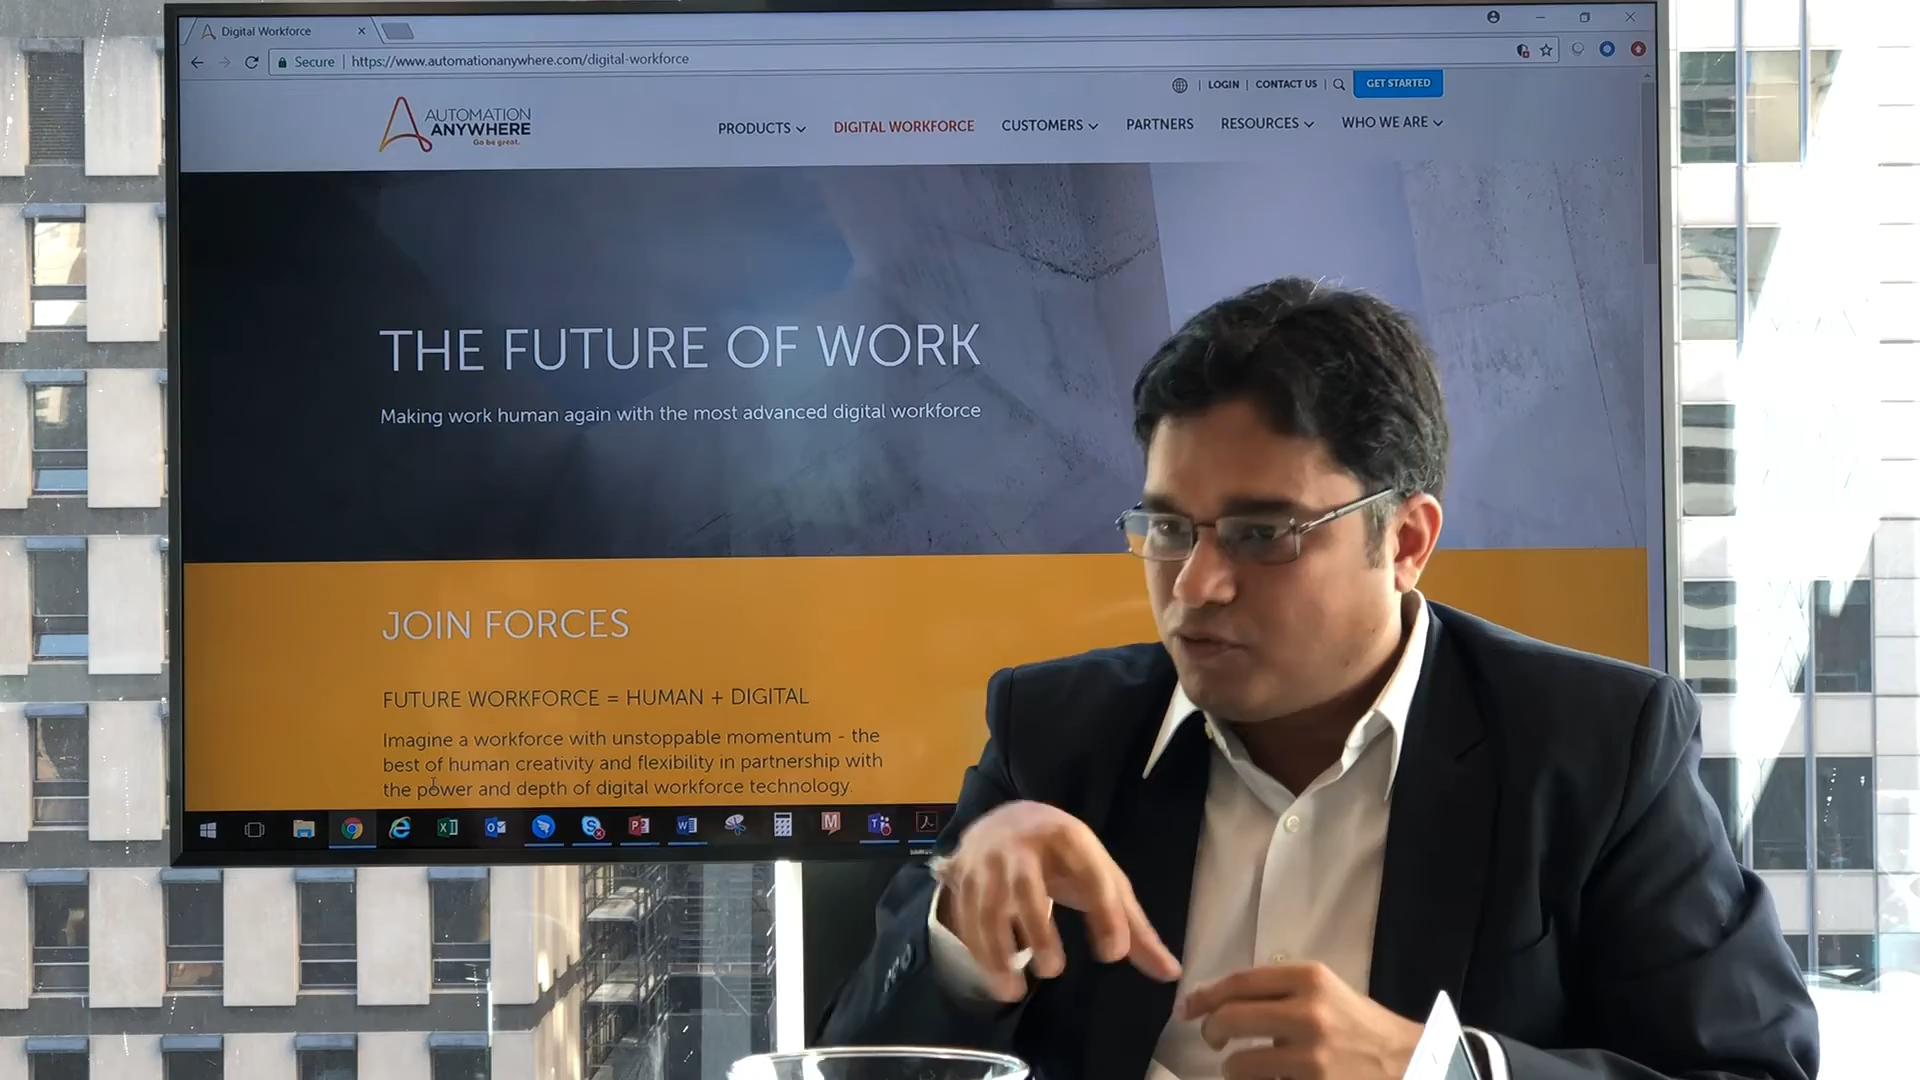 Digital Workforce
Secure | https://www.automationanywhere.com/digital-workforce
LOGIN | CONTACT US | GET STARTED
AUTOMATION
ANYWHERE
Go be great.
PRODUCTS DIGITAL WORKFORCE CUSTOMERS PARTNERS RESOURCES WHO WE ARE
THE FUTURE OF WORK
Making work human again with the most advanced digital workforce
JOIN FORCES
FUTURE WORKFORCE = HUMAN + DIGITAL
Imagine a workforce with unstoppable momentum - the
best of human creativity and flexibility in partnership with
the power and depth of digital workforce technology.